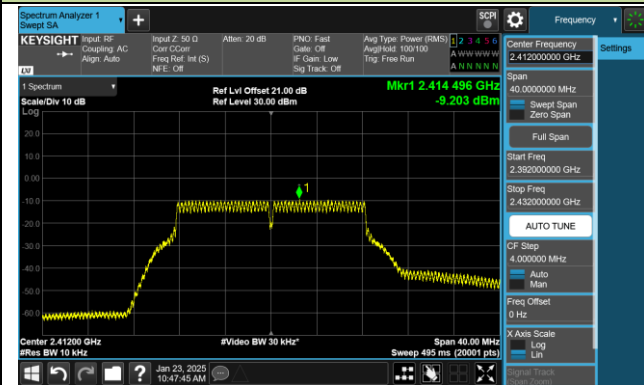 Spectrum Analyzer 1
Swept SA
SCPI
Frequency
KEYSIGHT
Input: RF
Coupling: AC
Align: Auto
Input Z: 50 Ω
Corr CCorr
Freq Ref: Int (S)
NFE: Off
Atten: 20 dB
PNO: Fast
Gate: Off
IF Gain: Low
Sig Track: Off
Avg Type: Power (RMS)
Avg|Hold: 100/100
Trig: Free Run
1 2 3 4 5 6
A W W W W W
A N N N N N
LXI
1 Spectrum
Scale/Div 10 dB
Ref Lvl Offset 21.00 dB
Ref Level 30.00 dBm
Mkr1 2.414 496 GHz
-9.203 dBm
Log
20.0
10.0
0.00
-10.0
-20.0
-30.0
-40.0
-50.0
-60.0
1
Center 2.41200 GHz
#Res BW 10 kHz
#Video BW 30 kHz*
Span 40.00 MHz
Sweep 495 ms (20001 pts)
Center Frequency
2.412000000 GHz
Settings
Span
40.0000000 MHz
Swept Span
Zero Span
Full Span
Start Freq
2.392000000 GHz
Stop Freq
2.432000000 GHz
AUTO TUNE
CF Step
4.000000 MHz
Auto
Man
Freq Offset
0 Hz
X Axis Scale
Log
Lin
Signal Track
(Span Zoom)
?
Jan 23, 2025
10:47:45 AM